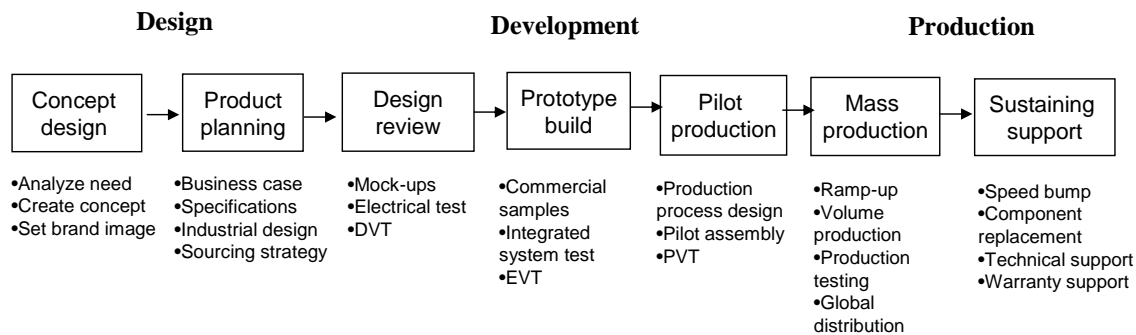 Design
Development
Production
Concept
design
Product
planning
Design
review
Prototype
build
Pilot
production
Mass
production
Sustaining
support
•Analyze need
•Create concept
•Set brand image
•Business case
•Specifications
•Industrial design
•Sourcing strategy
•Mock-ups
•Electrical test
•DVT
•Commercial
samples
•Integrated
system test
•EVT
•Production
process design
•Pilot assembly
•PVT
•Ramp-up
•Volume
production
•Production
testing
•Global
distribution
•Speed bump
•Component
replacement
•Technical support
•Warranty support